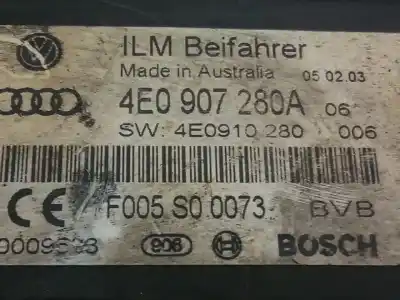 ILM Beifahrer
Made in Australia 05 02.03
4E0 907 280A 06
SW: 4E0910 280 006
F005 S0 0073 BVB
906 BOSCH